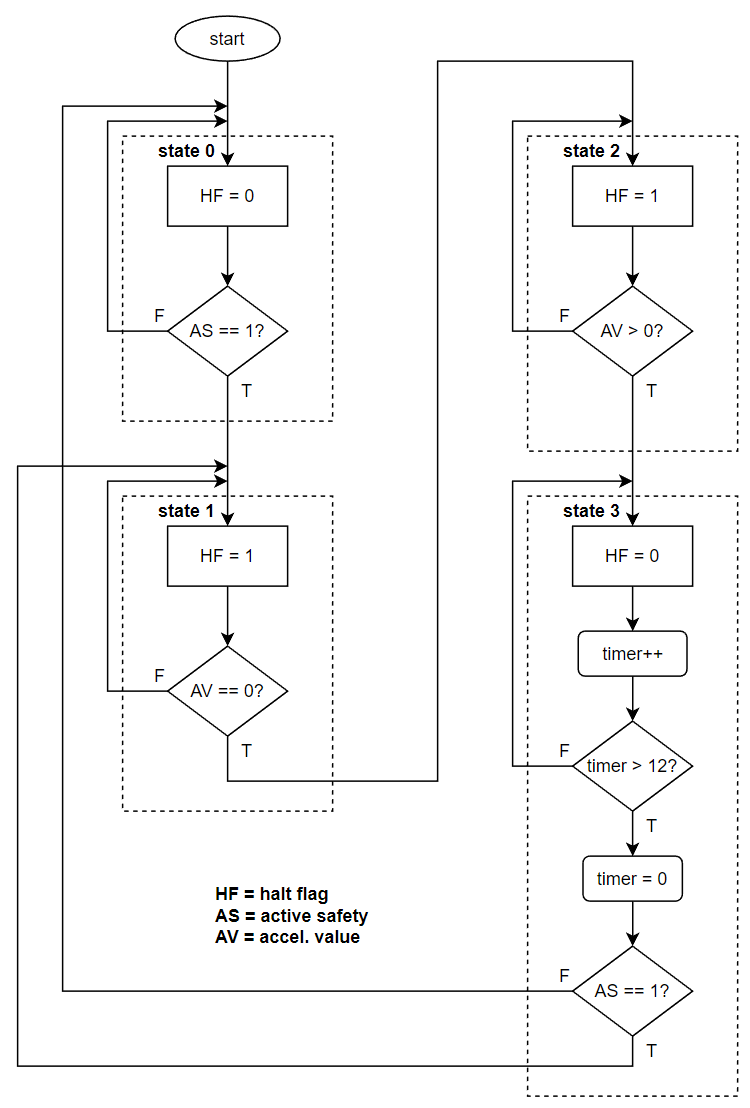 start
state 0
HF = 0
AS == 1?
F
T
state 1
HF = 1
AV == 0?
F
T
state 2
HF = 1
AV > 0?
F
T
state 3
HF = 0
timer++
timer > 12?
F
T
timer = 0
AS == 1?
F
T
HF = halt flag
AS = active safety
AV = accel. value